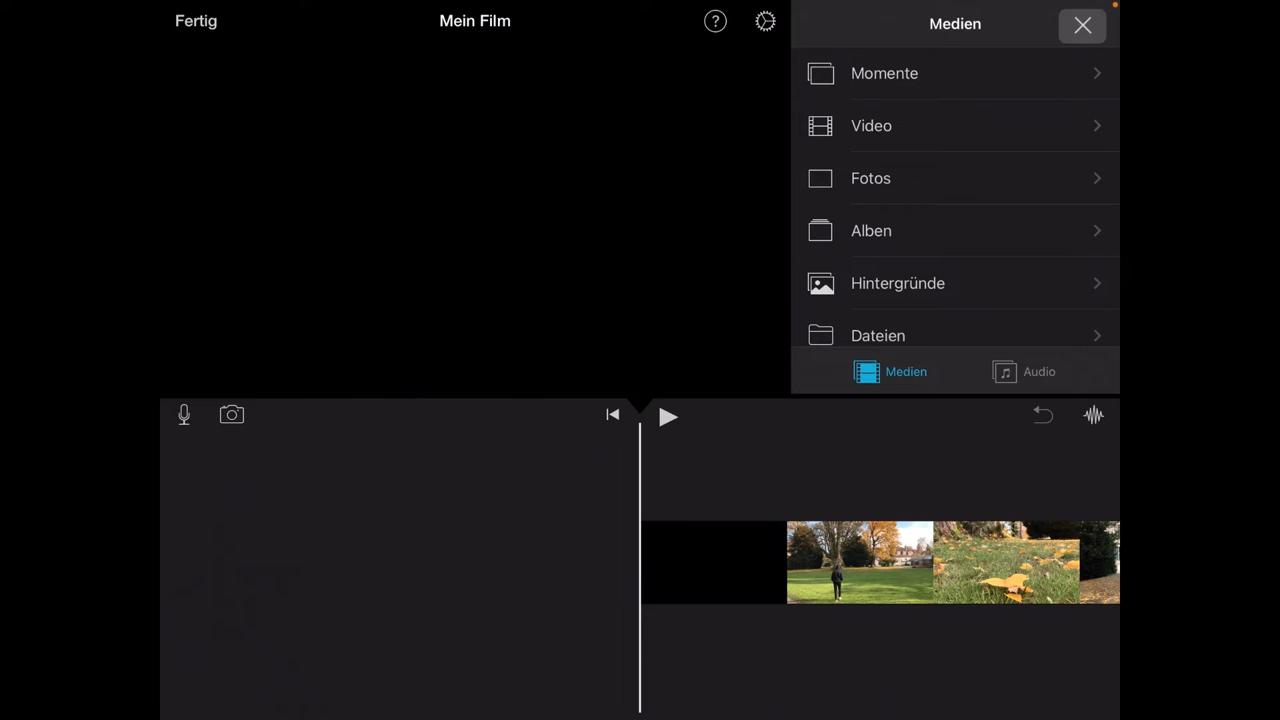 Fertig
Mein Film
?
Medien
Momente
Video
Fotos
Alben
Hintergründe
Dateien
Medien
Audio